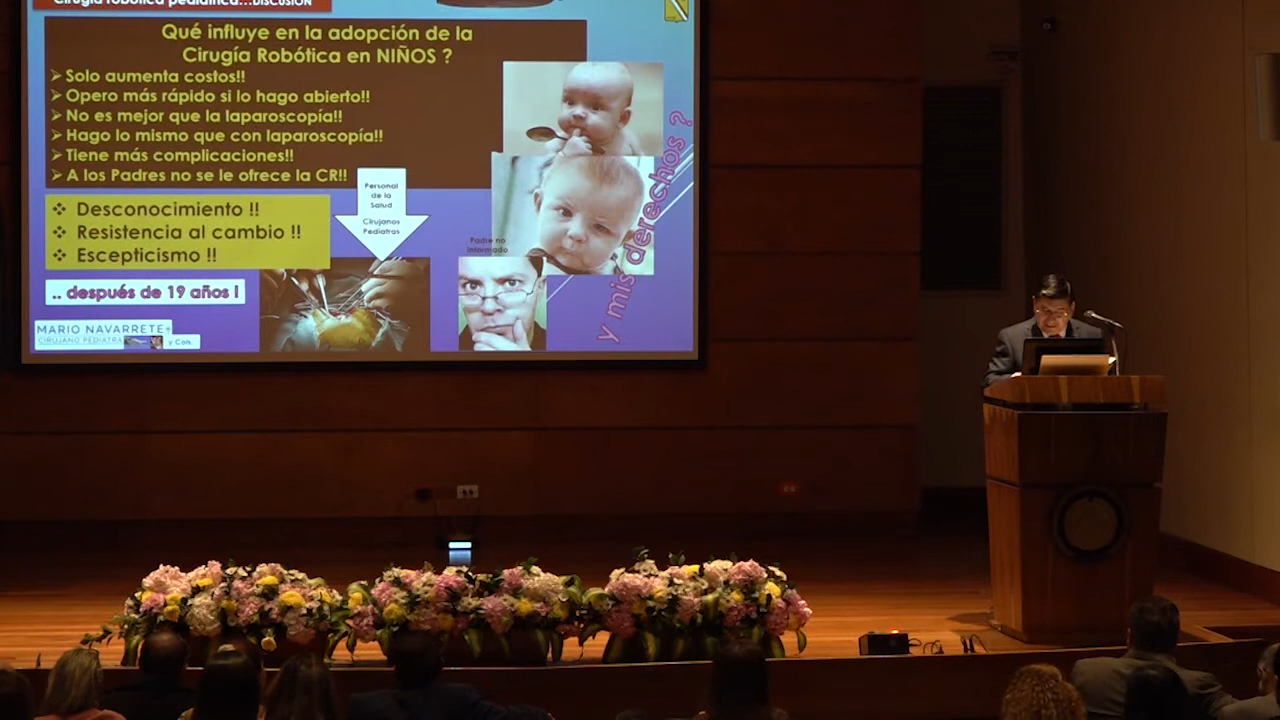 Cirugía robótica pediátrica...DISCUSIÓN
Qué influye en la adopción de la
Cirugía Robótica en NIÑOS ?
Solo aumenta costos!!
Opero más rápido si lo hago abierto!!
No es mejor que la laparoscopía!!
Hago lo mismo que con laparoscopía!!
Tiene más complicaciones!!
A los Padres no se le ofrece la CR!!
Personal
de la
Salud
Cirujanos
Pediatras
Desconocimiento !!
Resistencia al cambio !!
Escepticismo !!
.. después de 19 años !
Padre no
informado
y mis derechos ?
MARIO NAVARRETE
CIRUJANO PEDIATRA
y Cols.